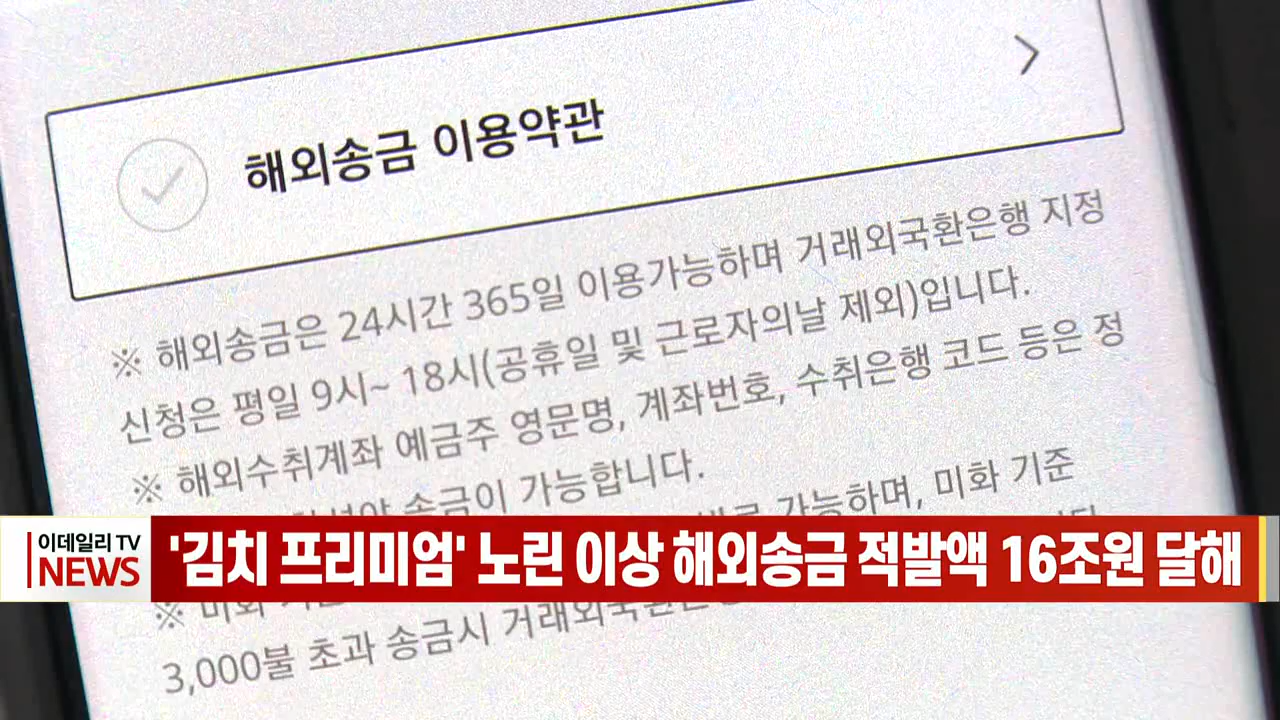 해외송금 이용약관
※ 해외송금은 24시간 365일 이용가능하며 거래외국환은행 지정
신청은 평일 9시~ 18시(공휴일 및 근로자의날 제외)입니다.
※ 해외수취계좌 예금주 영문명, 계좌번호, 수취은행 코드 등은 정
송금이 가능합니다.
가능하며, 미화 기준
이데일리 TV
NEWS
'김치 프리미엄' 노린 이상 해외송금 적발액 16조원 달해
※ 미화
3,000불 초과 송금시 거래외국환은행